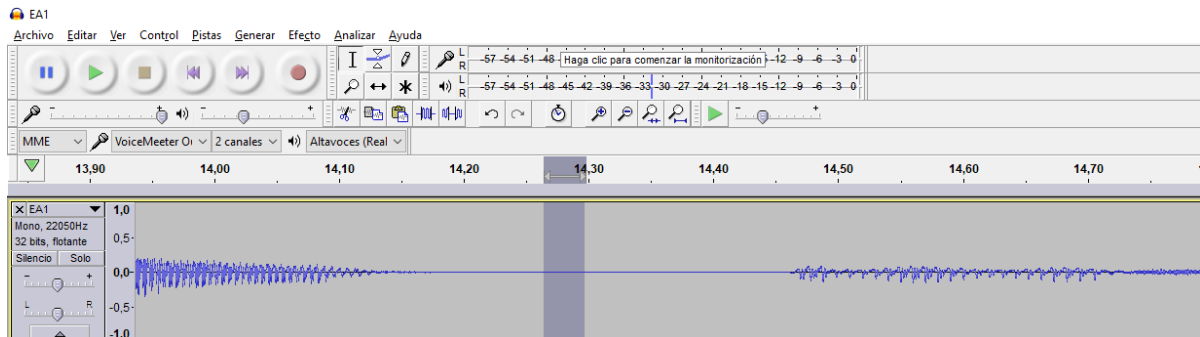 EA1
Archivo Editar Ver Control Pistas Generar Efecto Analizar Ayuda
L
R
-57 -54 -51 -48 Haga clic para comenzar la monitorización -12 -9 -6 -3 0
L
R
-57 -54 -51 -48 -45 -42 -39 -36 -33 -30 -27 -24 -21 -18 -15 -12 -9 -6 -3 0
- + - + - +
MME VoiceMeeter Ou 2 canales Altavoces (Real
13,90 14,00 14,10 14,20 14,30 14,40 14,50 14,60 14,70
X EA1 1,0
Mono, 22050Hz
32 bits, flotante 0,5-
Silencio Solo
- + 0,0-
L R
-0,5-
-1,0